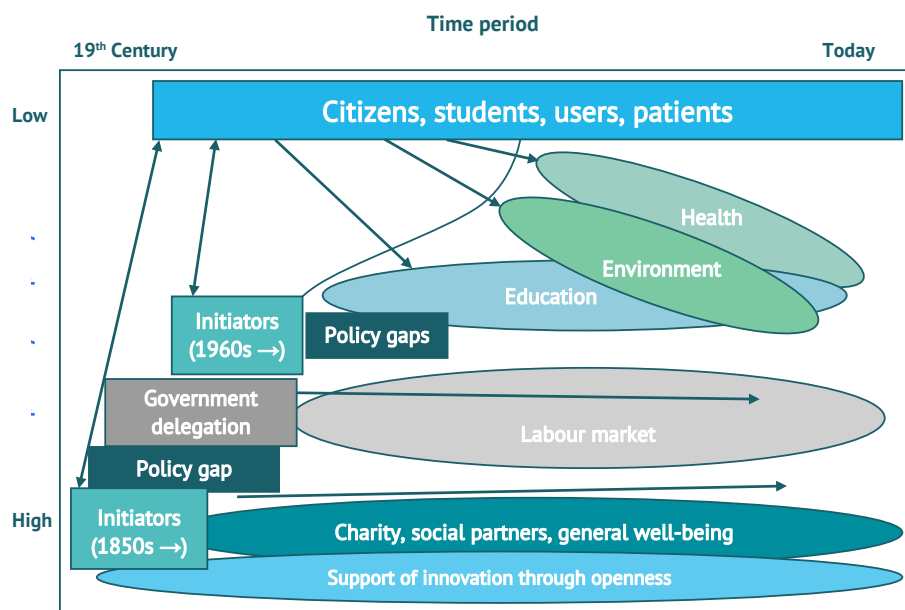 Time period
19th Century
Today
Low
Citizens, students, users, patients
Health
Environment
Education
Initiators
(1960s →)
Policy gaps
Government
delegation
Labour market
Policy gap
High
Initiators
(1850s →)
Charity, social partners, general well-being
Support of innovation through openness